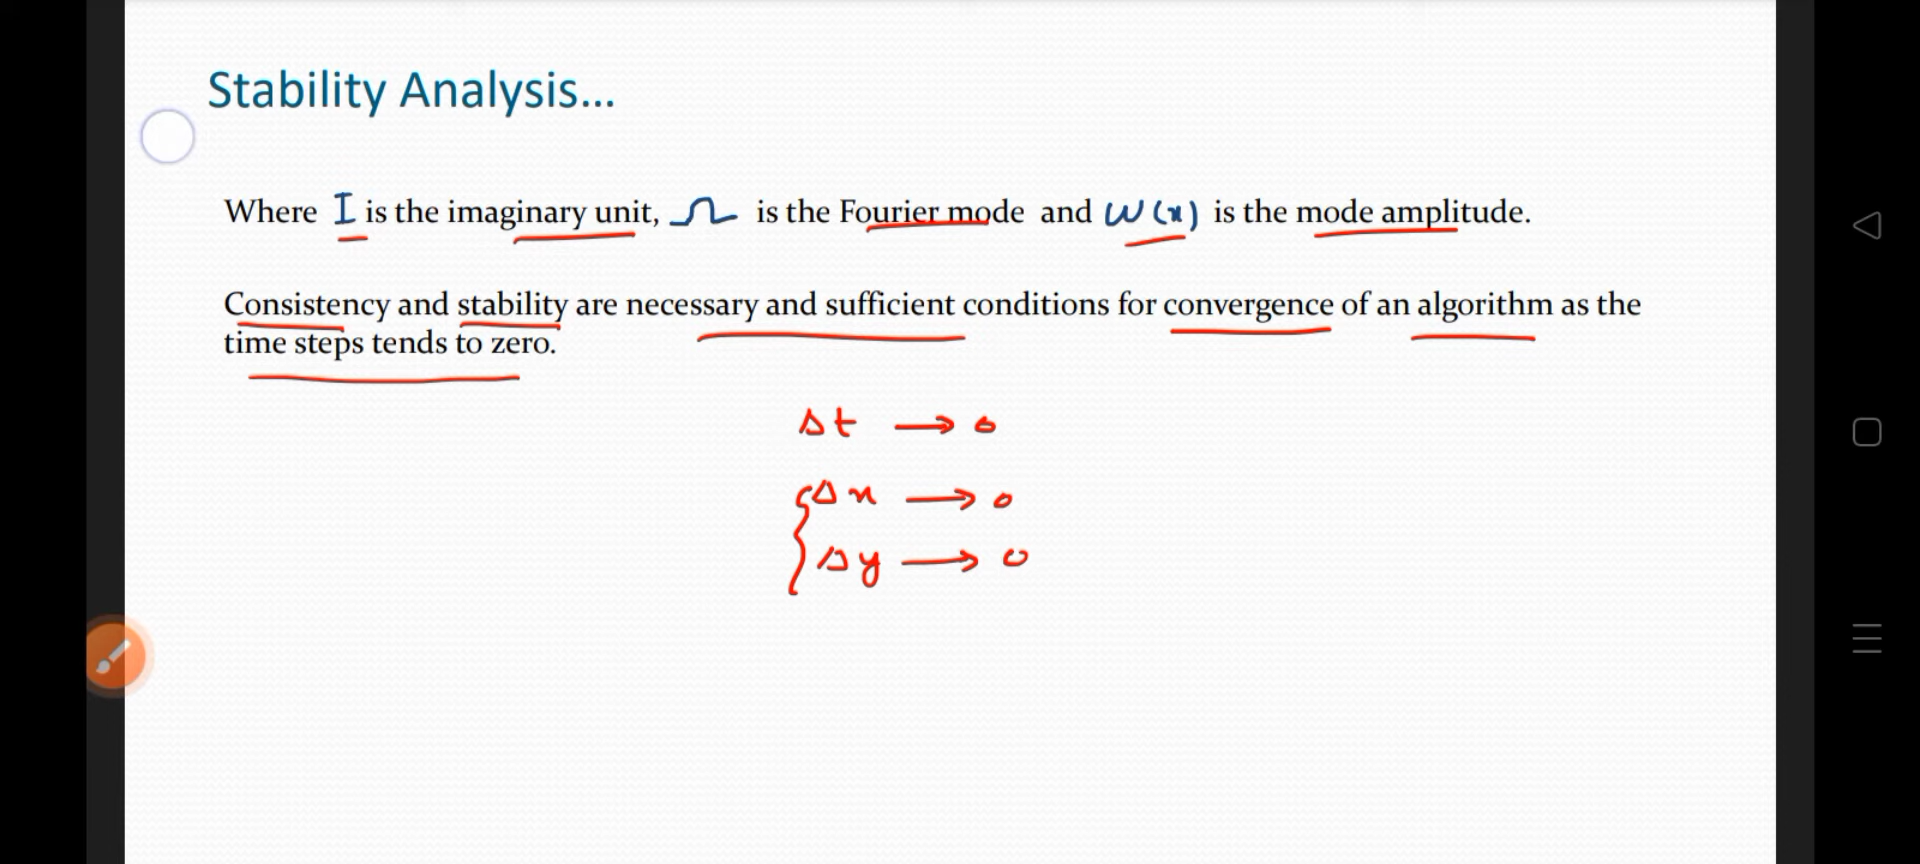 Stability Analysis...
Where I is the imaginary unit, Ω is the Fourier mode and W(x) is the mode amplitude.
Consistency and stability are necessary and sufficient conditions for convergence of an algorithm as the
time steps tends to zero.
Δt → 0
Δx → 0
Δy → 0